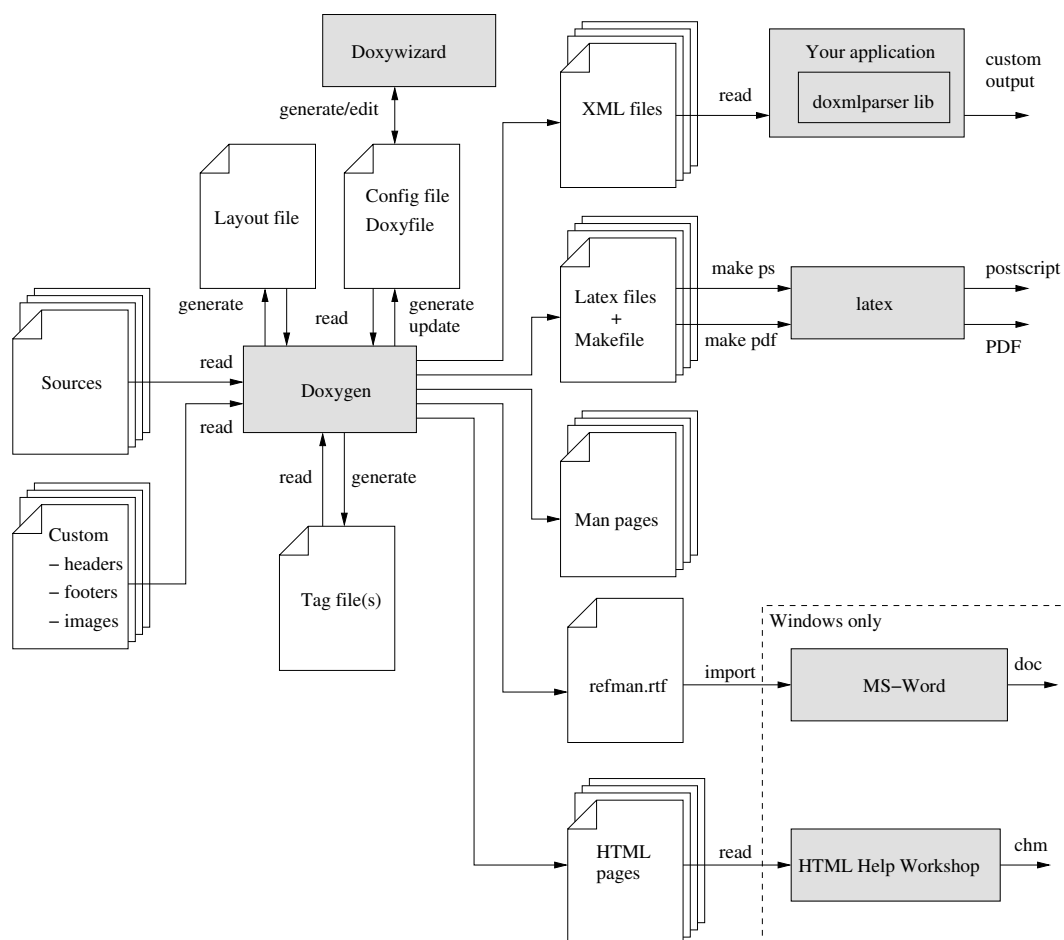 Doxywizard
generate/edit
Layout file
Config file
Doxyfile
generate
read
generate
update
Sources
read
read
Doxygen
Custom
– headers
– footers
– images
read
generate
Tag file(s)
XML files
read
Your application
doxmlparser lib
custom
output
Latex files
+
Makefile
make ps
make pdf
latex
postscript
PDF
Man pages
refman.rtf
import
Windows only
MS–Word
doc
HTML
pages
read
HTML Help Workshop
chm